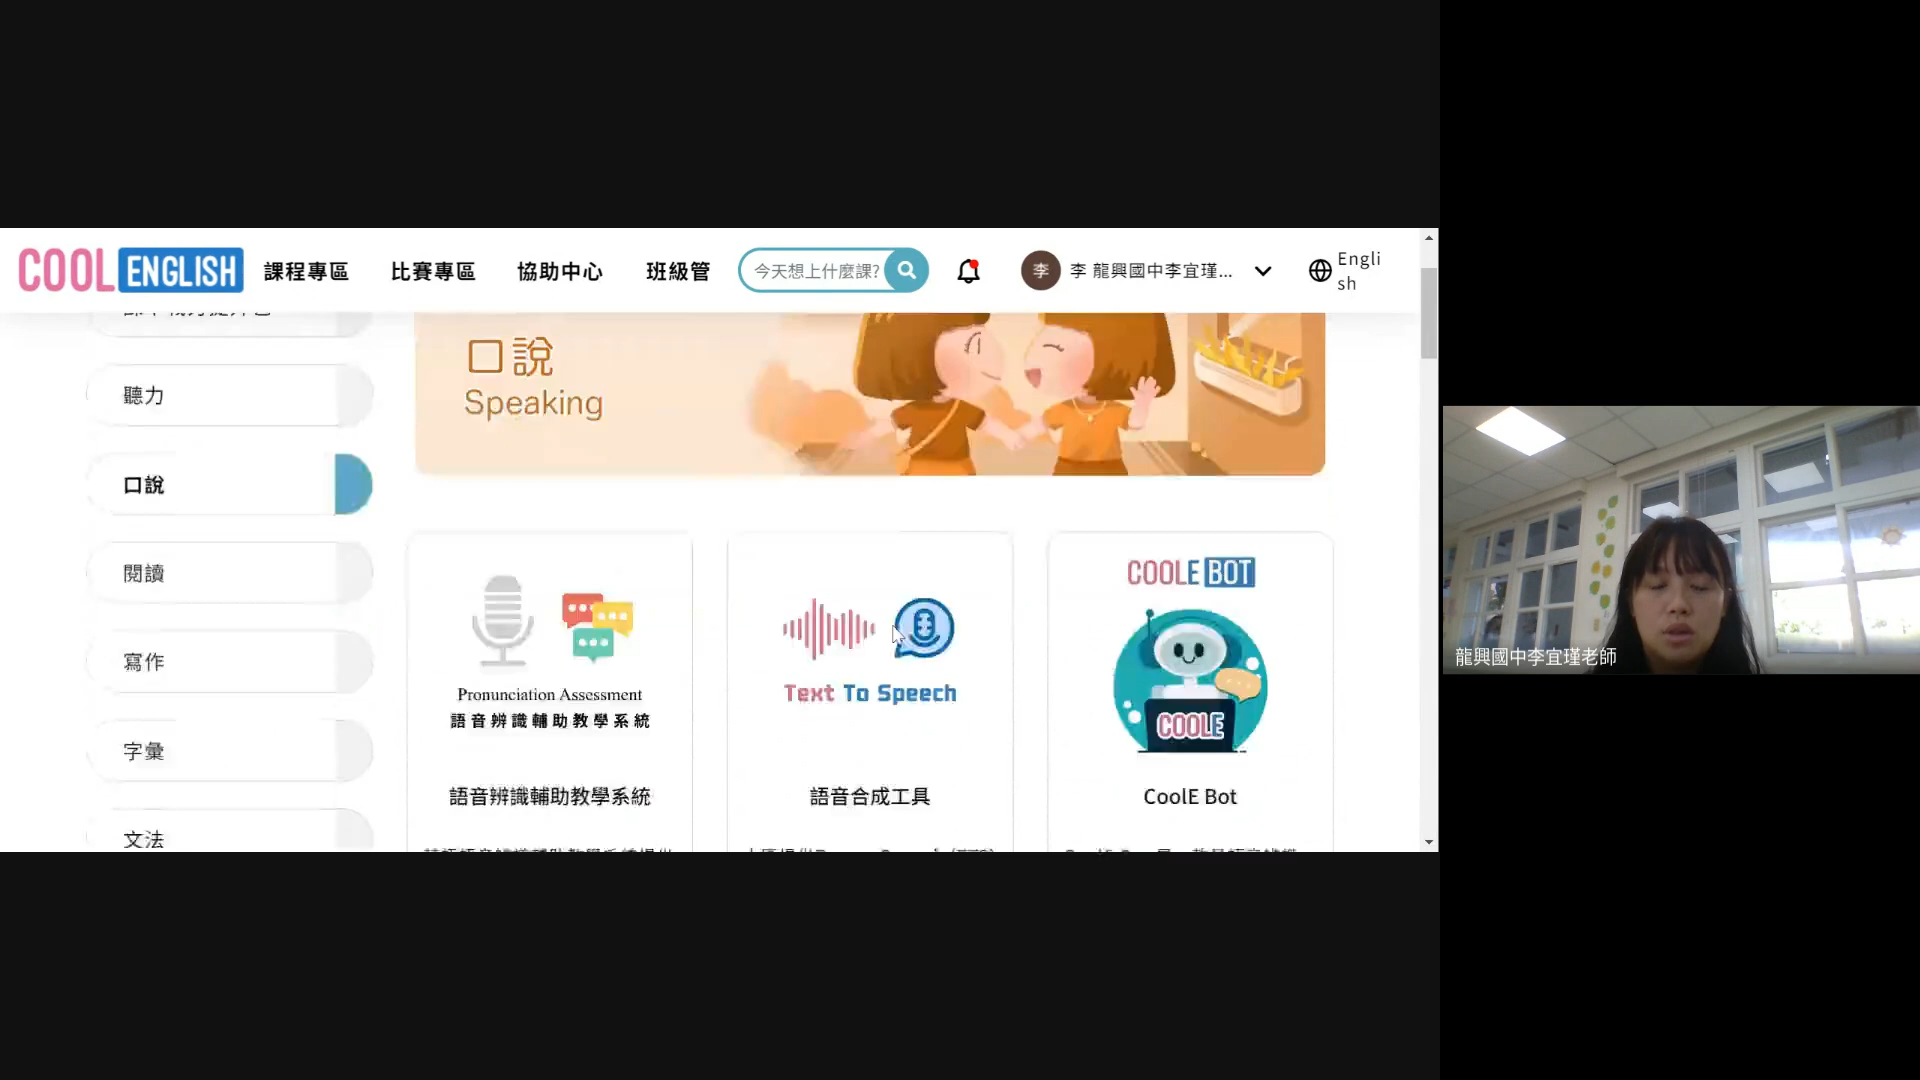 COOL ENGLISH
課程專區
比賽專區
協助中心
班級管
今天想上什麼課?
李
李 龍興國中李宜瑾...
Engli
sh
聽力
口說
閱讀
寫作
字彙
文法
口說
Speaking
Pronunciation Assessment
語音辨識輔助教學系統
語音辨識輔助教學系統
Text To Speech
語音合成工具
COOLE BOT
COOLE
CoolE Bot
龍興國中李宜瑾老師